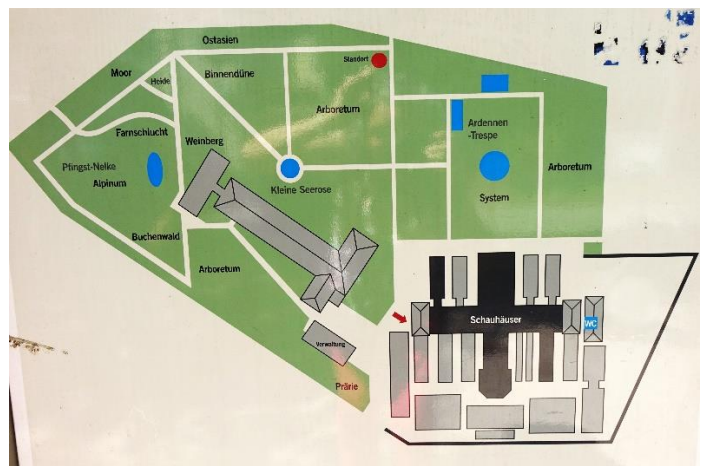 Ostasien
Moor
Heide
Binnendüne
Standort
Arboretum
Farnschlucht
Weinberg
Ardennen
-Trespe
Pfingst-Nelke
Alpinum
Kleine Seerose
Arboretum
System
Buchenwald
Arboretum
Schauhäuser
WC
Verwaltung
Prärie